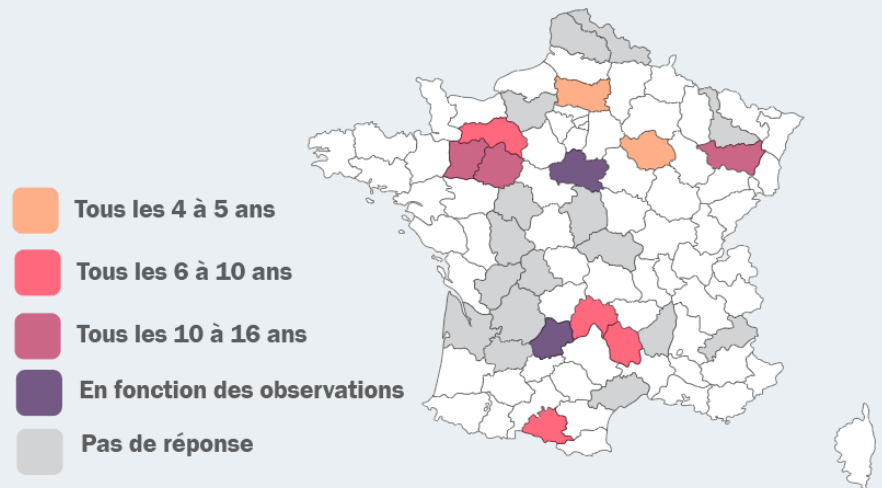 Tous les 4 à 5 ans
Tous les 6 à 10 ans
Tous les 10 à 16 ans
En fonction des observations
Pas de réponse